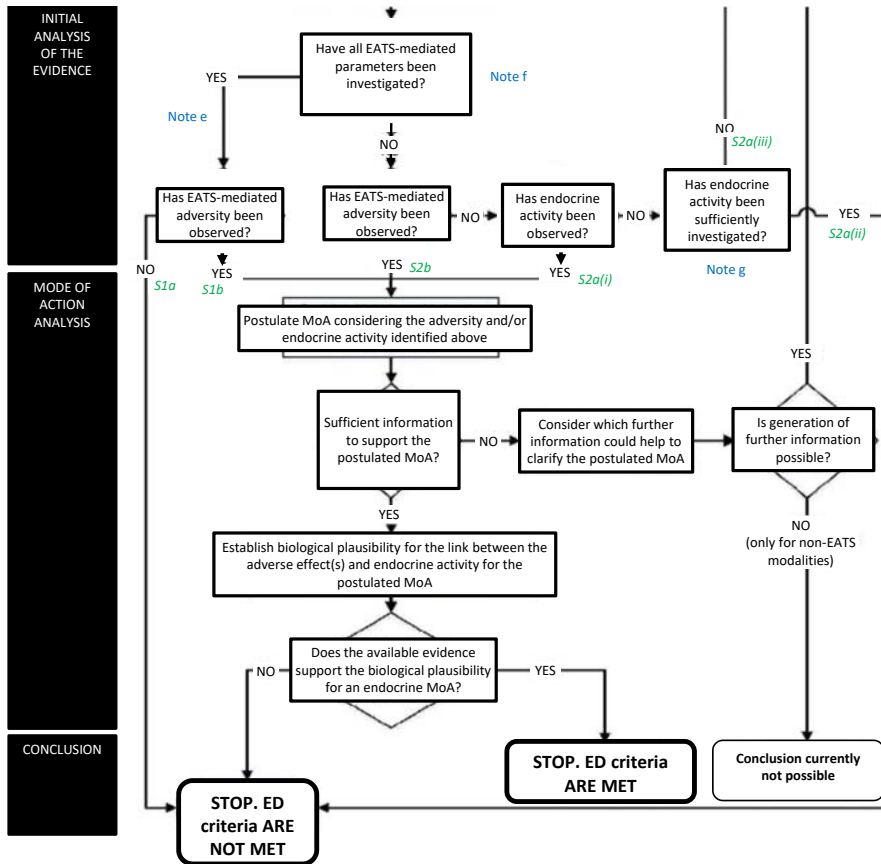 INITIAL
ANALYSIS
OF THE
EVIDENCE
Have all EATS-mediated
parameters been
investigated?
YES
Note f
Note e
NO
NO
S2a(iii)
Has EATS-mediated
adversity been
observed?
Has EATS-mediated
adversity been
observed?
NO
Has endocrine
activity been
observed?
NO
Has endocrine
activity been
sufficiently
investigated?
YES
S2a(ii)
Note g
NO
S1a
YES
S1b
YES
S2b
YES
S2a(i)
MODE OF
ACTION
ANALYSIS
Postulate MoA considering the adversity and/or
endocrine activity identified above
YES
Sufficient information
to support the
postulated MoA?
NO
Consider which further
information could help to
clarify the postulated MoA
Is generation of
further information
possible?
YES
NO
(only for non-EATS
modalities)
Establish biological plausibility for the link between the
adverse effect(s) and endocrine activity for the
postulated MoA
Does the available evidence
support the biological plausibility
for an endocrine MoA?
NO
YES
CONCLUSION
STOP. ED criteria
ARE MET
Conclusion currently
not possible
STOP. ED
criteria ARE
NOT MET